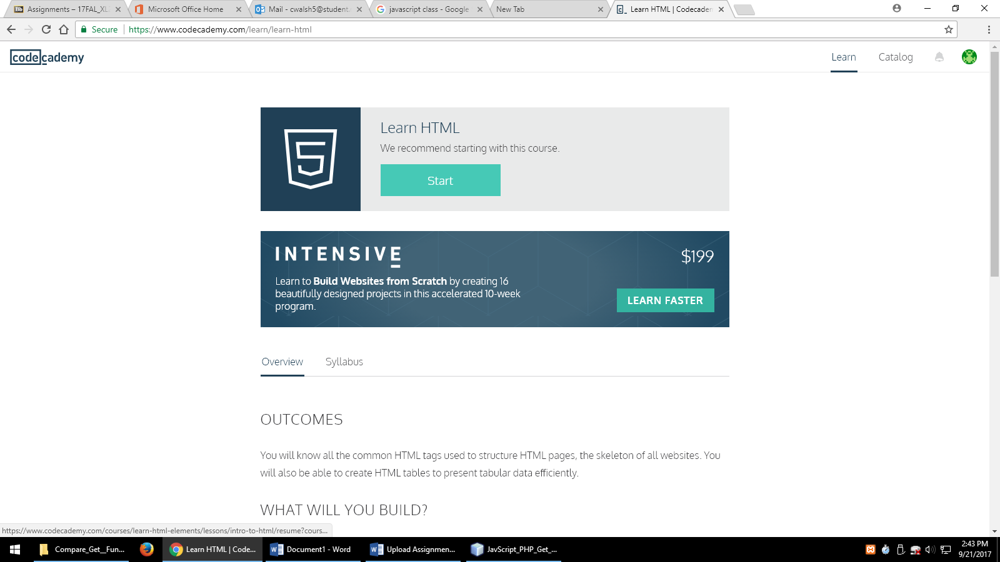 Bb Assignments – 17FAL_XL
Microsoft Office Home
Mail - cwalsh5@student.
javascript class - Google
New Tab
Learn HTML | Codecadem
Secure https://www.codecademy.com/learn/learn-html
codecademy
Learn Catalog
Learn HTML
We recommend starting with this course.
Start
INTENSIVE
$199
Learn to Build Websites from Scratch by creating 16
beautifully designed projects in this accelerated 10-week
program.
LEARN FASTER
Overview Syllabus
OUTCOMES
You will know all the common HTML tags used to structure HTML pages, the skeleton of all websites. You
will also be able to create HTML tables to present tabular data efficiently.
WHAT WILL YOU BUILD?
https://www.codecademy.com/courses/learn-html-elements/lessons/intro-to-html/resume?cours...
Compare_Get__Fun...
Learn HTML | Code...
Document1 - Word
Upload Assignmen...
JavScript_PHP_Get_...
2:43 PM
9/21/2017